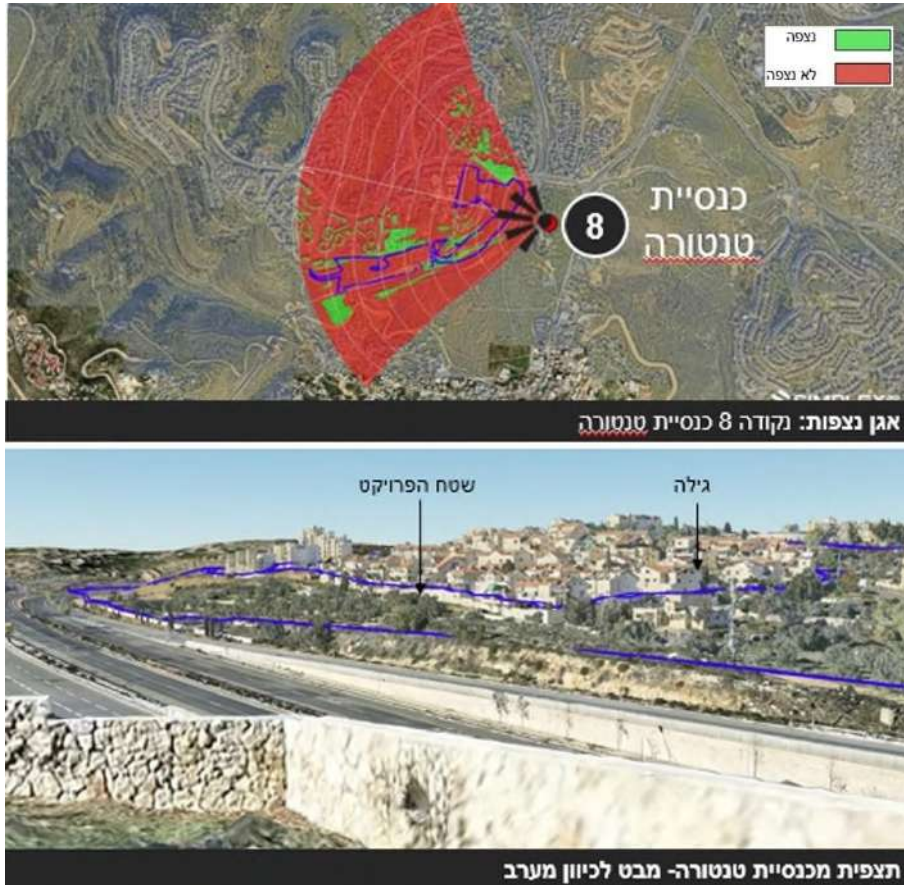 נצפה
לא נצפה
כנסיית
טנטורה
8
SIMPLEX
אגן נצפות: נקודה 8 כנסיית טנטורה
שטח הפרויקט
גילה
תצפית מכנסיית טנטורה- מבט לכיוון מערב